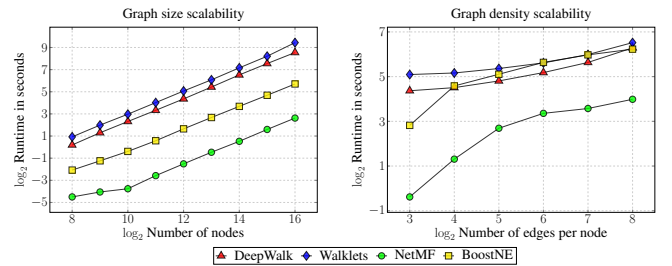 Graph size scalability
log₂ Runtime in seconds
9
7
5
3
1
−1
−3
−5
8 10 12 14 16
log₂ Number of nodes
Graph density scalability
log₂ Runtime in seconds
7
5
3
1
−1
3 4 5 6 7 8
log₂ Number of edges per node
DeepWalk Walklets NetMF BoostNE